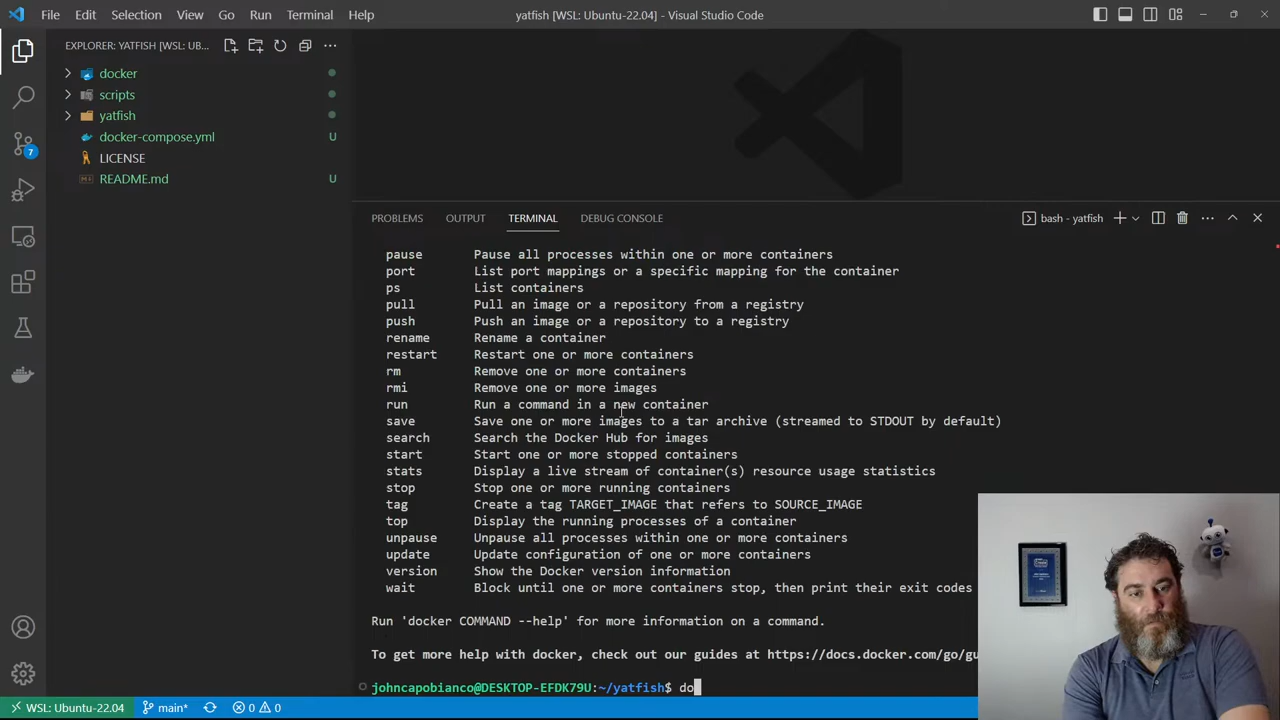 File Edit Selection View Go Run Terminal Help
yatfish [WSL: Ubuntu-22.04] - Visual Studio Code
EXPLORER: YATFISH [WSL: UB...
docker
scripts
yatfish
docker-compose.yml U
LICENSE
README.md U
7
PROBLEMS OUTPUT TERMINAL DEBUG CONSOLE
bash - yatfish
pause Pause all processes within one or more containers
port List port mappings or a specific mapping for the container
ps List containers
pull Pull an image or a repository from a registry
push Push an image or a repository to a registry
rename Rename a container
restart Restart one or more containers
rm Remove one or more containers
rmi Remove one or more images
run Run a command in a new container
save Save one or more images to a tar archive (streamed to STDOUT by default)
search Search the Docker Hub for images
start Start one or more stopped containers
stats Display a live stream of container(s) resource usage statistics
stop Stop one or more running containers
tag Create a tag TARGET_IMAGE that refers to SOURCE_IMAGE
top Display the running processes of a container
unpause Unpause all processes within one or more containers
update Update configuration of one or more containers
version Show the Docker version information
wait Block until one or more containers stop, then print their exit codes
Run 'docker COMMAND --help' for more information on a command.
To get more help with docker, check out our guides at https://docs.docker.com/go/gu
johncapobianco@DESKTOP-EFDK79U:~/yatfish$ do
WSL: Ubuntu-22.04 main* 0 0